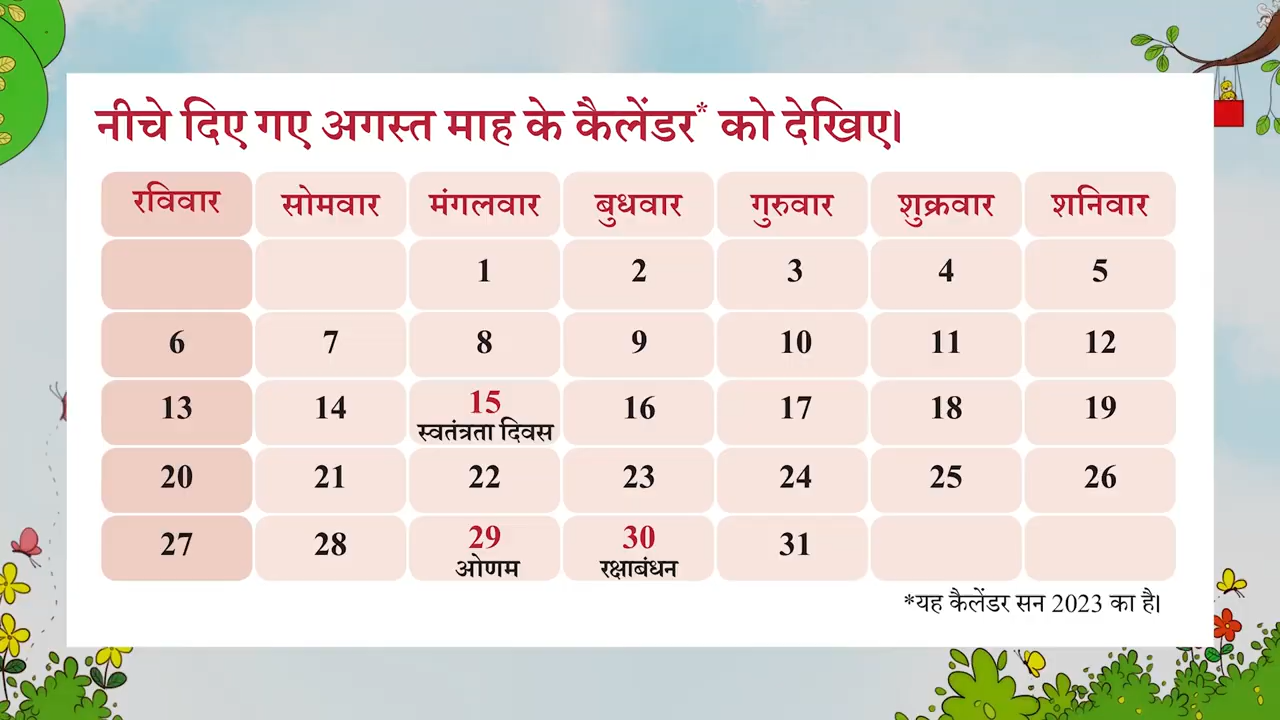 नीचे दिए गए अगस्त माह के कैलेंडर* को देखिए।
रविवार सोमवार मंगलवार बुधवार गुरुवार शुक्रवार शनिवार
1 2 3 4 5
6 7 8 9 10 11 12
13 14 15 16 17 18 19
स्वतंत्रता दिवस
20 21 22 23 24 25 26
27 28 29 30 31
ओणम रक्षाबंधन
*यह कैलेंडर सन 2023 का है।